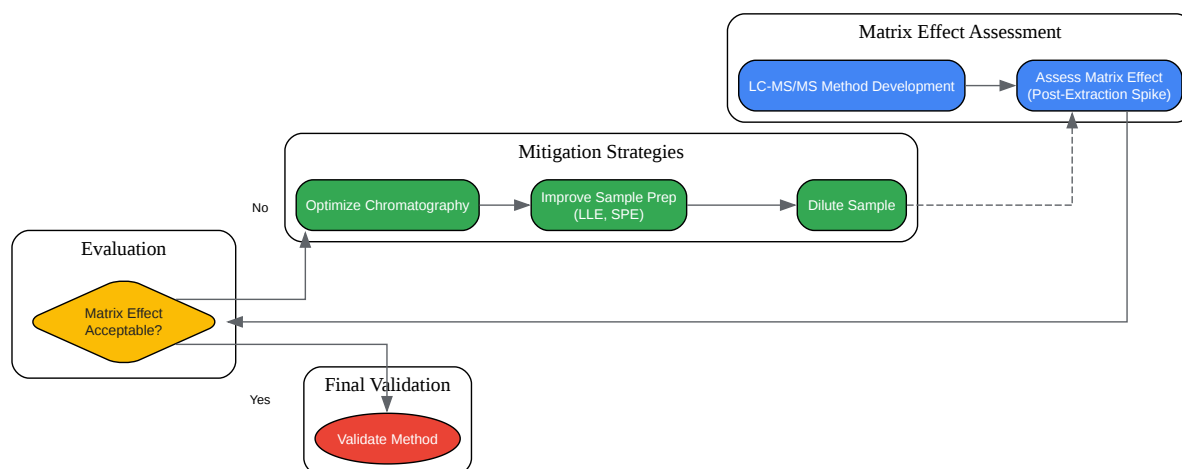 Matrix Effect Assessment
LC-MS/MS Method Development
Assess Matrix Effect
(Post-Extraction Spike)
Mitigation Strategies
Optimize Chromatography
Improve Sample Prep
(LLE, SPE)
Dilute Sample
No
Evaluation
Matrix Effect
Acceptable?
Yes
Final Validation
Validate Method